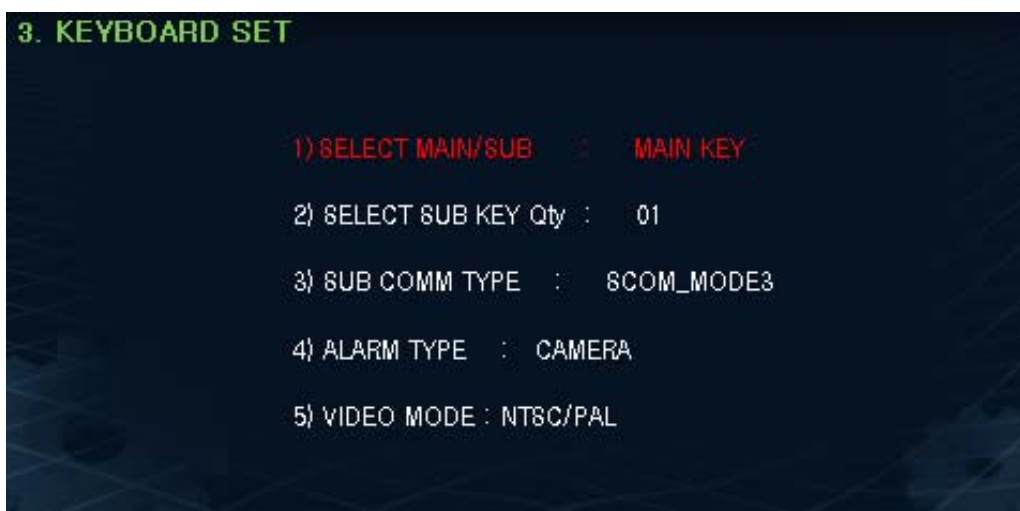 3. KEYBOARD SET
1) SELECT MAIN/SUB : MAIN KEY
2) SELECT SUB KEY Qty : 01
3) SUB COMM TYPE : SCOM_MODE3
4) ALARM TYPE : CAMERA
5) VIDEO MODE : NTSC/PAL